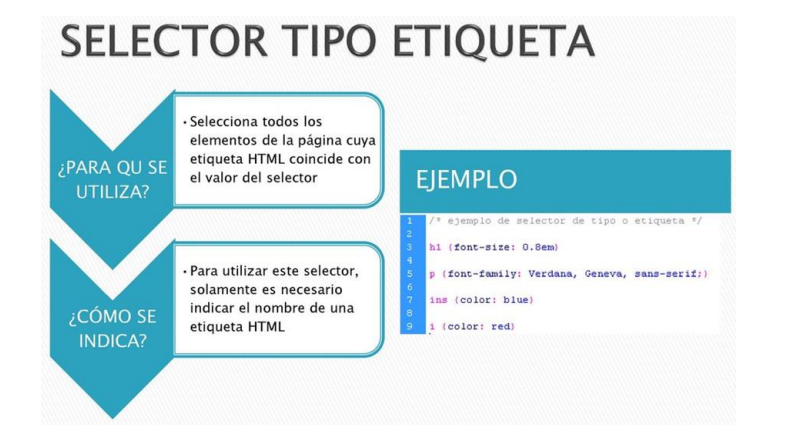 SELECTOR TIPO ETIQUETA
¿PARA QU SE
UTILIZA?
• Selecciona todos los
elementos de la página cuya
etiqueta HTML coincide con
el valor del selector
¿CÓMO SE
INDICA?
• Para utilizar este selector,
solamente es necesario
indicar el nombre de una
etiqueta HTML
EJEMPLO
1 /* ejemplo de selector de tipo o etiqueta */
2
3 h1 {font-size: 0.8em}
4
5 p {font-family: Verdana, Geneva, sans-serif;}
6
7 ins {color: blue}
8
9 i {color: red}